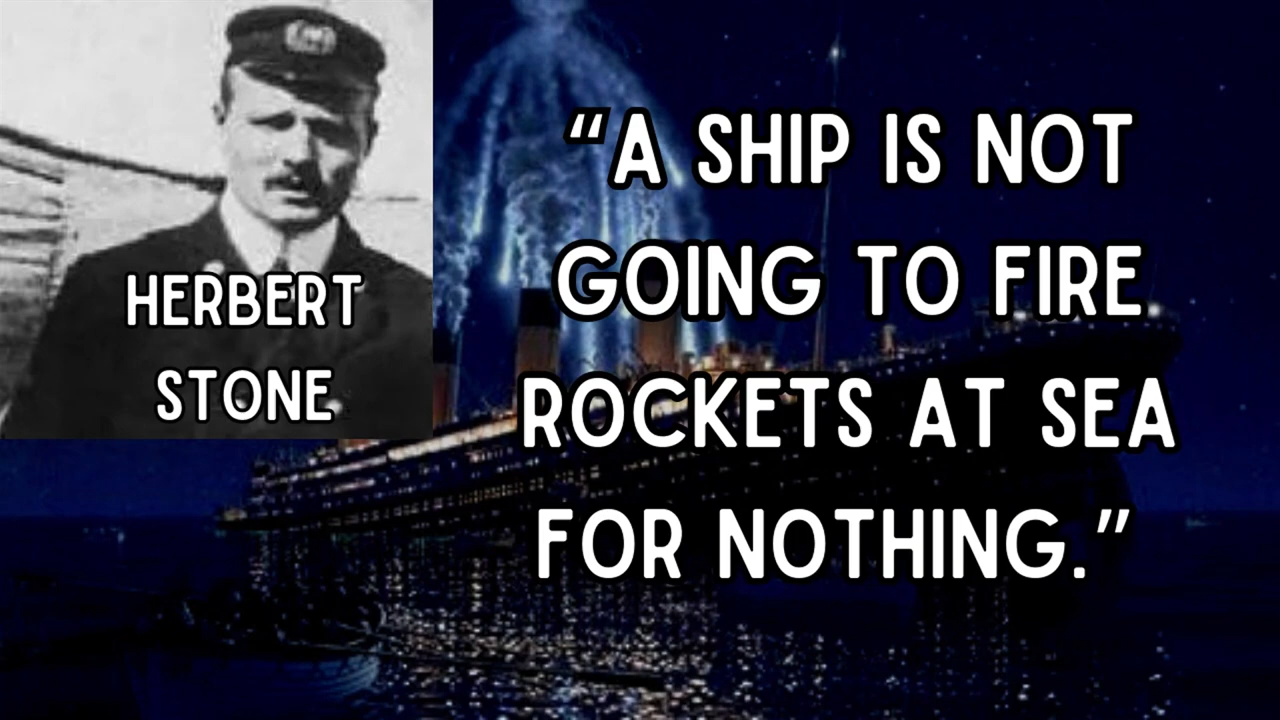 HERBERT
STONE
“A SHIP IS NOT
GOING TO FIRE
ROCKETS AT SEA
FOR NOTHING.”